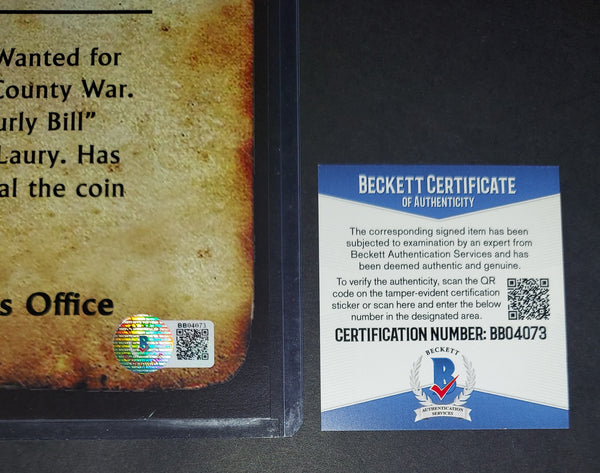 Wanted for
County War.
urly Bill”
Laury. Has
al the coin
s Office
BB04073
B
BECKETT CERTIFICATE
OF AUTHENTICITY
The corresponding signed item has been
subjected to examination by an expert from
Beckett Authentication Services and has
been deemed authentic and genuine.
To verify the authenticity, scan the QR
code on the tamper-evident certification
sticker or scan here and enter the below
number in the designated area.
CERTIFICATION NUMBER: BB04073
BECKETT
B
AUTHENTICATION
SERVICES